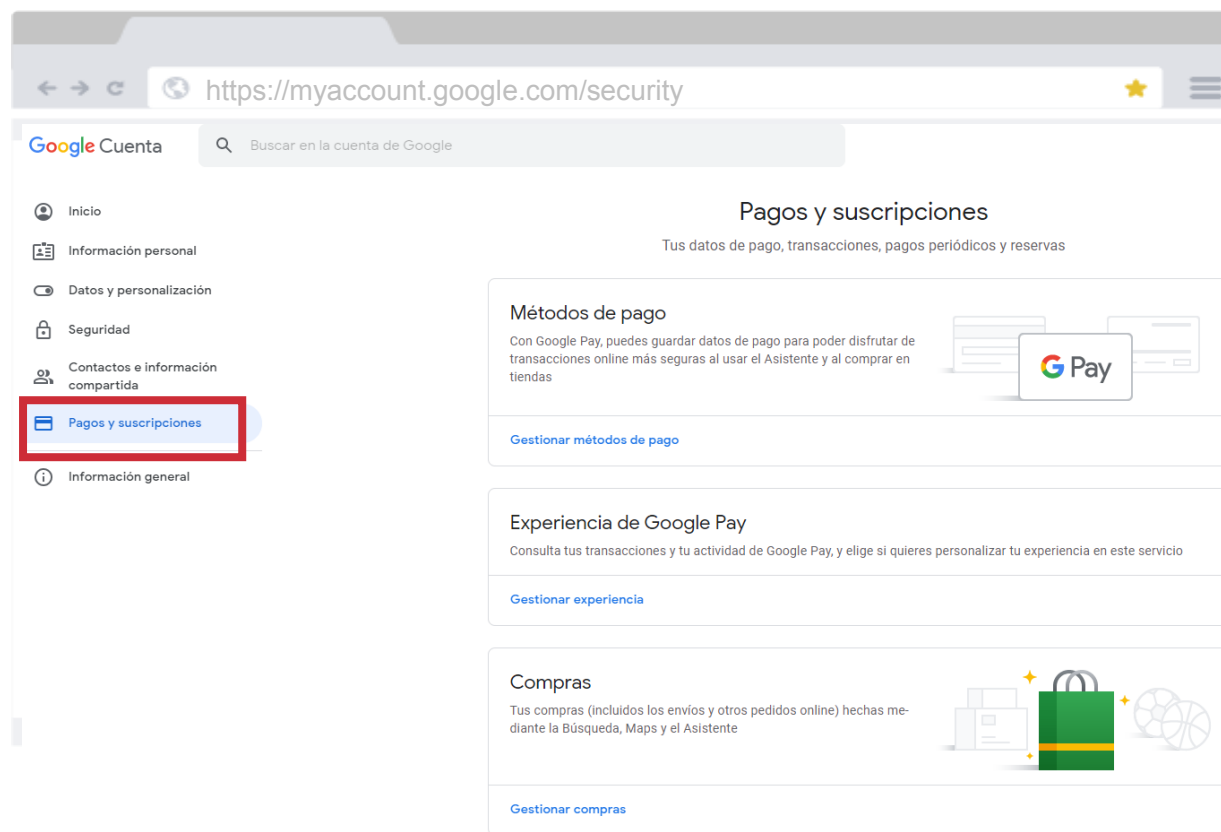 https://myaccount.google.com/security
Google Cuenta
Buscar en la cuenta de Google
Inicio
Información personal
Datos y personalización
Seguridad
Contactos e información
compartida
Pagos y suscripciones
Información general
Pagos y suscripciones
Tus datos de pago, transacciones, pagos periódicos y reservas
Métodos de pago
Con Google Pay, puedes guardar datos de pago para poder disfrutar de
transacciones online más seguras al usar el Asistente y al comprar en
tiendas
G Pay
Gestionar métodos de pago
Experiencia de Google Pay
Consulta tus transacciones y tu actividad de Google Pay, y elige si quieres personalizar tu experiencia en este servicio
Gestionar experiencia
Compras
Tus compras (incluidos los envíos y otros pedidos online) hechas me-
diante la Búsqueda, Maps y el Asistente
Gestionar compras